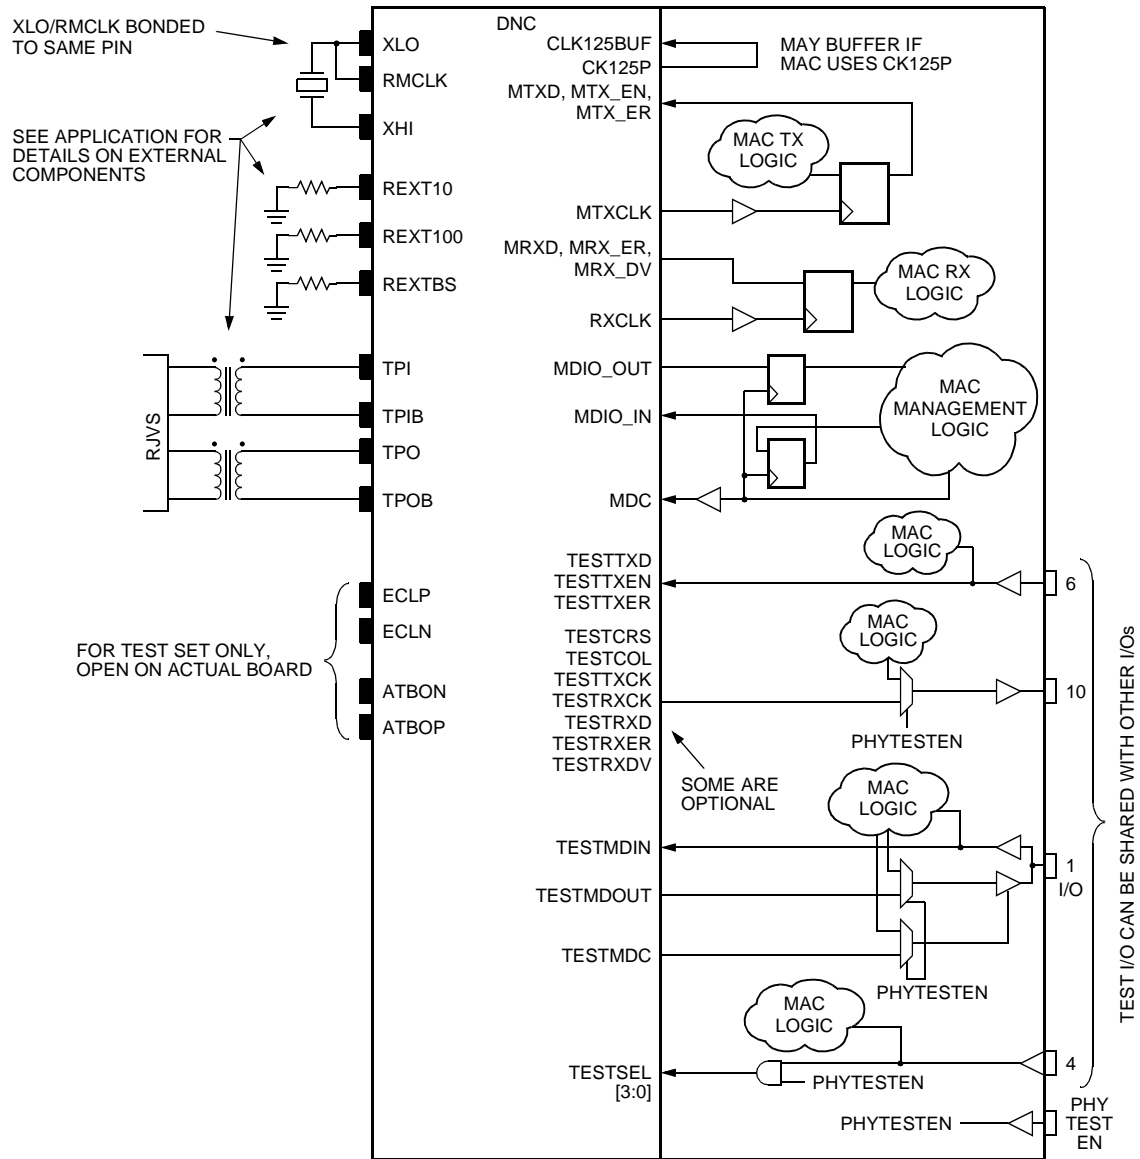 XLO/RMCLK BONDED
TO SAME PIN
SEE APPLICATION FOR
DETAILS ON EXTERNAL
COMPONENTS
RJVS
FOR TEST SET ONLY,
OPEN ON ACTUAL BOARD
XLO
RMCLK
XHI
REXT10
REXT100
REXTBS
TPI
TPIB
TPO
TPOB
ECLP
ECLN
ATBON
ATBOP
DNC
CLK125BUF
CK125P
MTXD, MTX_EN,
MTX_ER
MTXCLK
MRXD, MRX_ER,
MRX_DV
RXCLK
MDIO_OUT
MDIO_IN
MDC
TESTTXD
TESTTXEN
TESTTXER
TESTCRS
TESTCOL
TESTTXCK
TESTRXCK
TESTRXD
TESTRXER
TESTRXDV
TESTMDIN
TESTMDOUT
TESTMDC
TESTSEL
[3:0]
MAY BUFFER IF
MAC USES CK125P
MAC TX
LOGIC
MAC RX
LOGIC
MAC
MANAGEMENT
LOGIC
MAC
LOGIC
6
MAC
LOGIC
10
PHYTESTEN
SOME ARE
OPTIONAL
MAC
LOGIC
1
I/O
PHYTESTEN
MAC
LOGIC
4
PHYTESTEN
PHYTESTEN
PHY
TEST
EN
TEST I/O CAN BE SHARED WITH OTHER I/Os